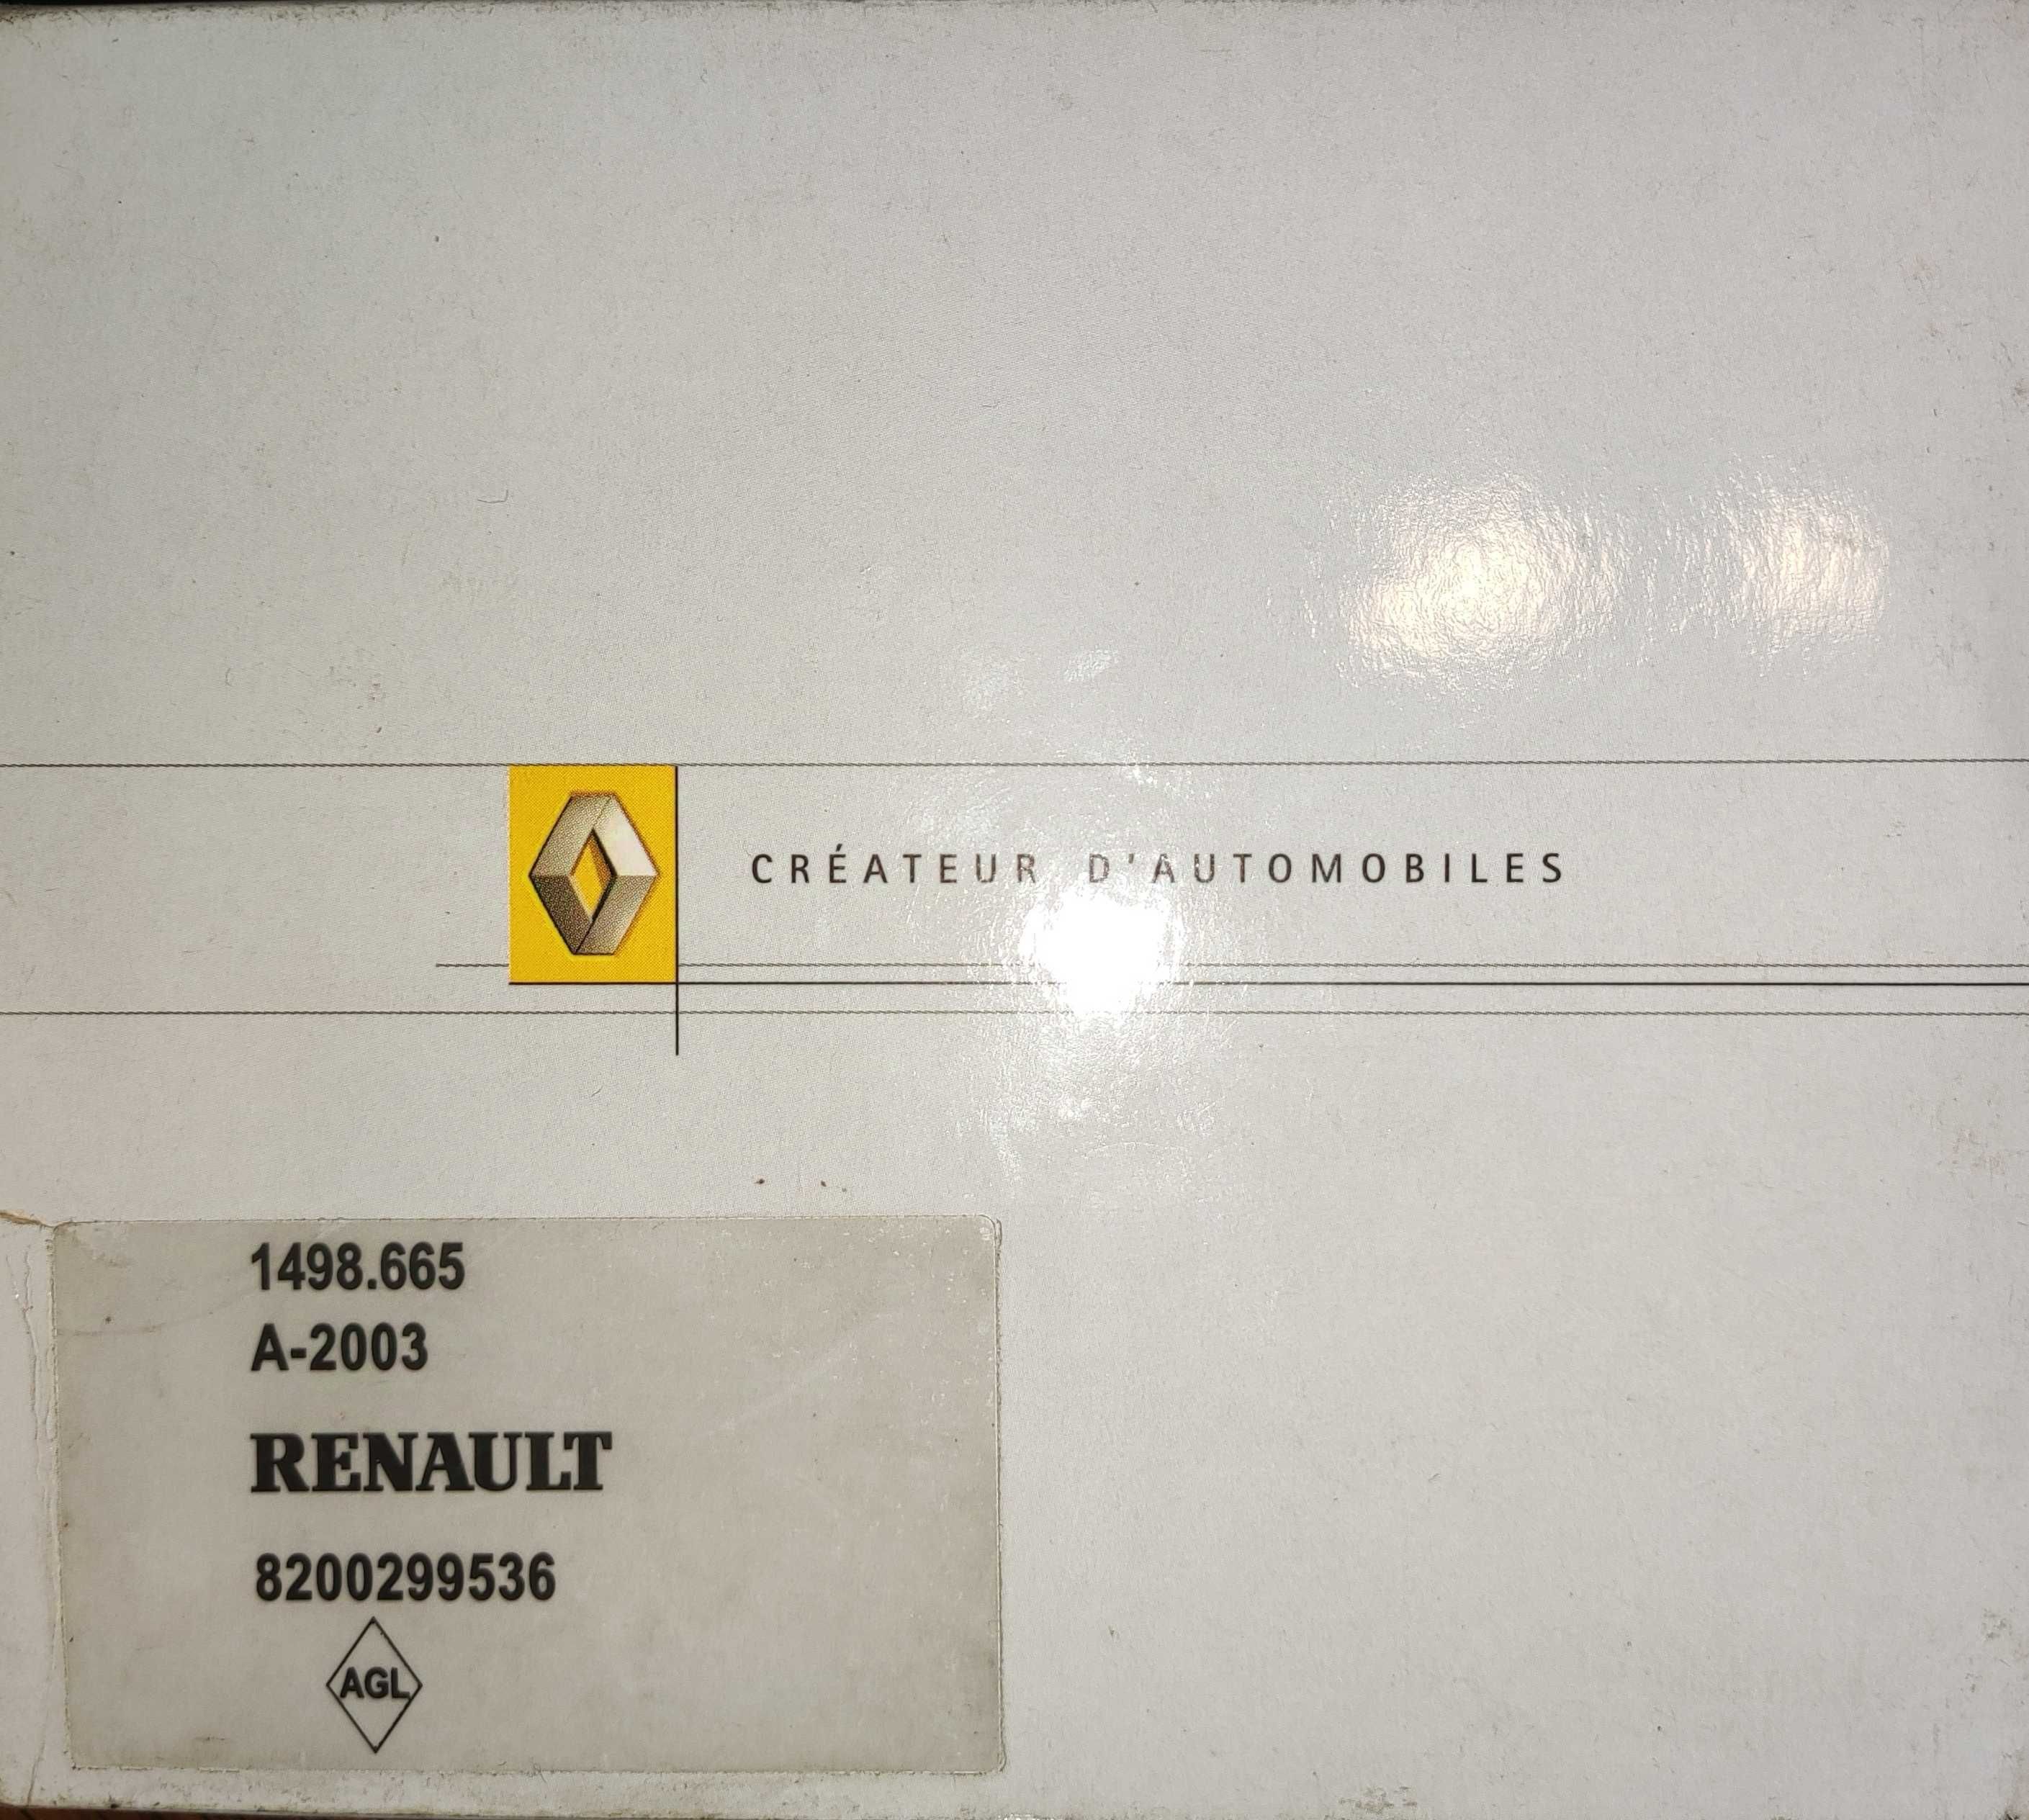 CRÉATEUR D'AUTOMOBILES
1498.665
A-2003
RENAULT
8200299536
AGL